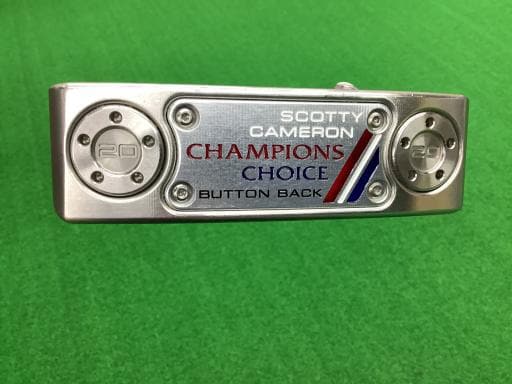 SCOTTY
CAMERON
CHAMPIONS
CHOICE
BUTTON BACK
20
20